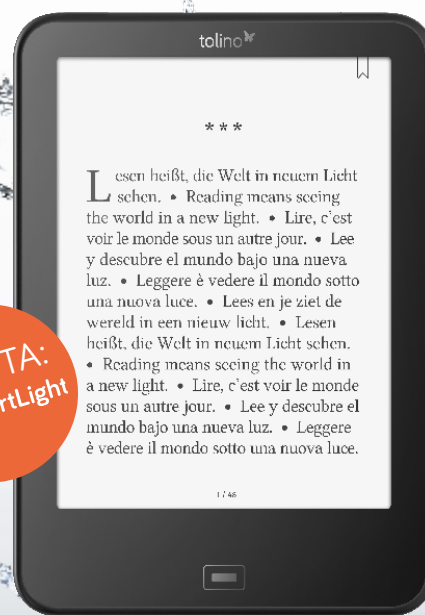 tolino
***
Lesen heißt, die Welt in neuem Licht
sehen. • Reading means seeing
the world in a new light. • Lire, c'est
voir le monde sous un autre jour. • Lee
y descubre el mundo bajo una nueva
luz. • Leggere è vedere il mondo sotto
una nuova luce. • Lees en je ziet de
wereld in een nieuw licht. • Lesen
heißt, die Welt in neuem Licht sehen.
• Reading means seeing the world in
a new light. • Lire, c'est voir le monde
sous un autre jour. • Lee y descubre el
mundo bajo una nueva luz. • Leggere
è vedere il mondo sotto una nuova luce.
1 / 48
TA:
rtLight